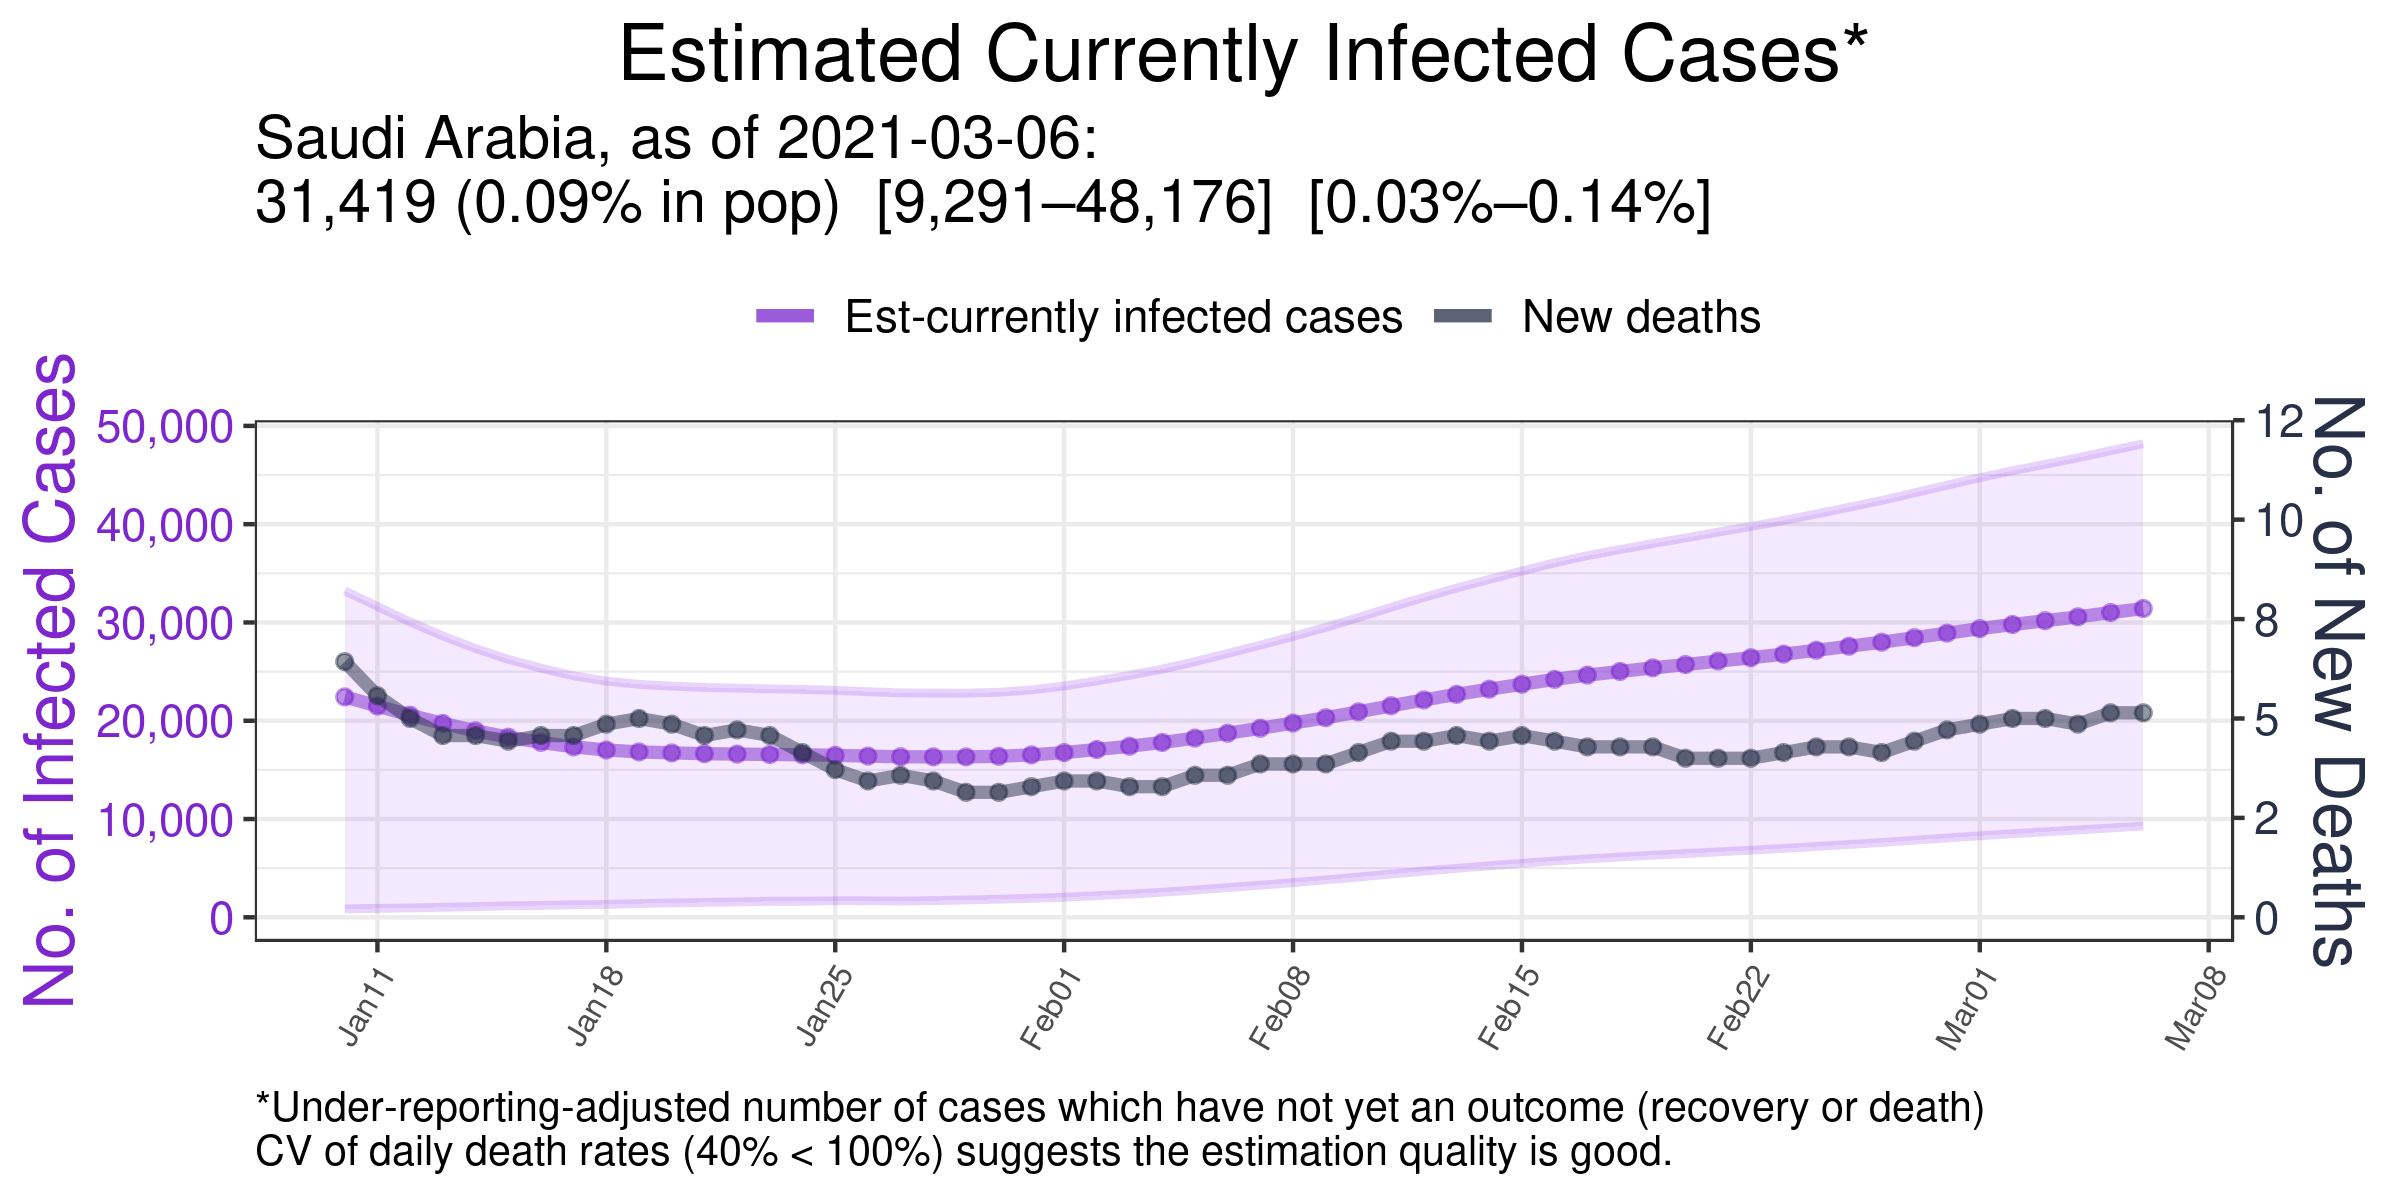 Estimated Currently Infected Cases*
Saudi Arabia, as of 2021-03-06:
31,419 (0.09% in pop)  [9,291–48,176]  [0.03%–0.14%]
Est-currently infected cases
New deaths
No. of Infected Cases
50,000
40,000
30,000
20,000
10,000
0
12
10
8
5
2
0
No. of New Deaths
Jan11
Jan18
Jan25
Feb01
Feb08
Feb15
Feb22
Mar01
Mar08
*Under-reporting-adjusted number of cases which have not yet an outcome (recovery or death)
CV of daily death rates (40% < 100%) suggests the estimation quality is good.